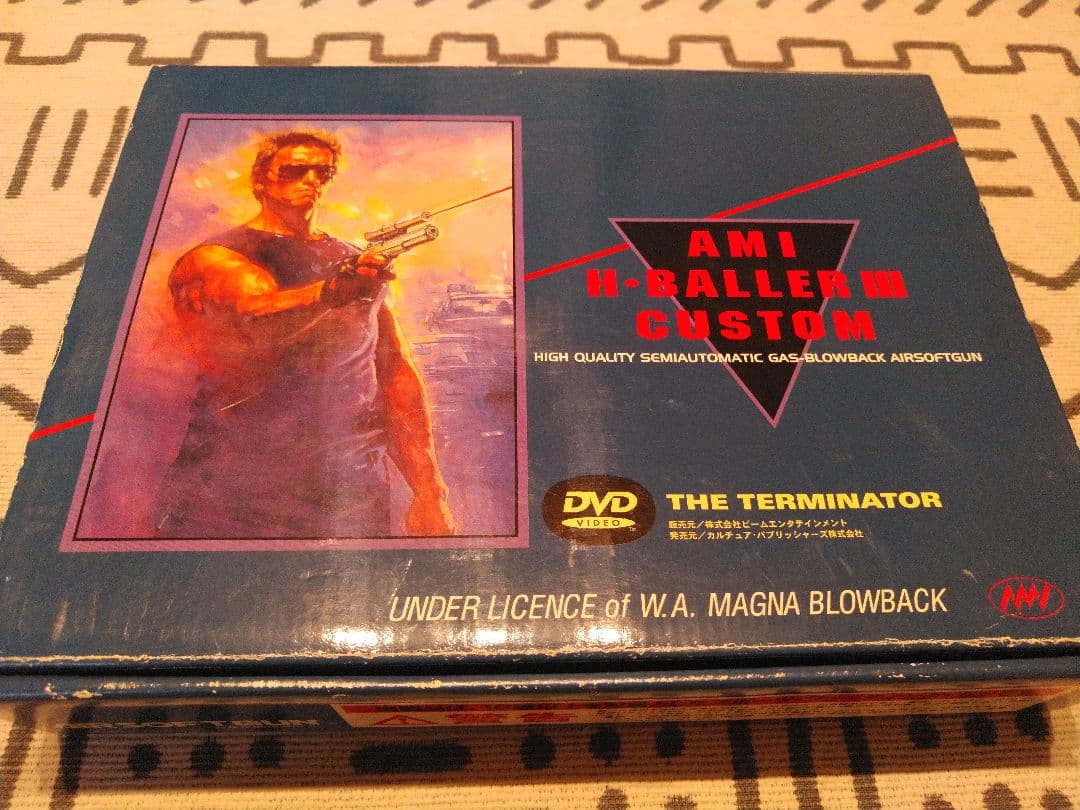 AMI
H·BALLER III
CUSTOM
HIGH QUALITY SEMIAUTOMATIC GAS-BLOWBACK AIRSOFTGUN
DVD
VIDEO
THE TERMINATOR
販売元／株式会社ビームエンタテインメント
発売元／カルチュア・パブリッシャーズ株式会社
UNDER LICENCE of W.A. MAGNA BLOWBACK
AMI
警告